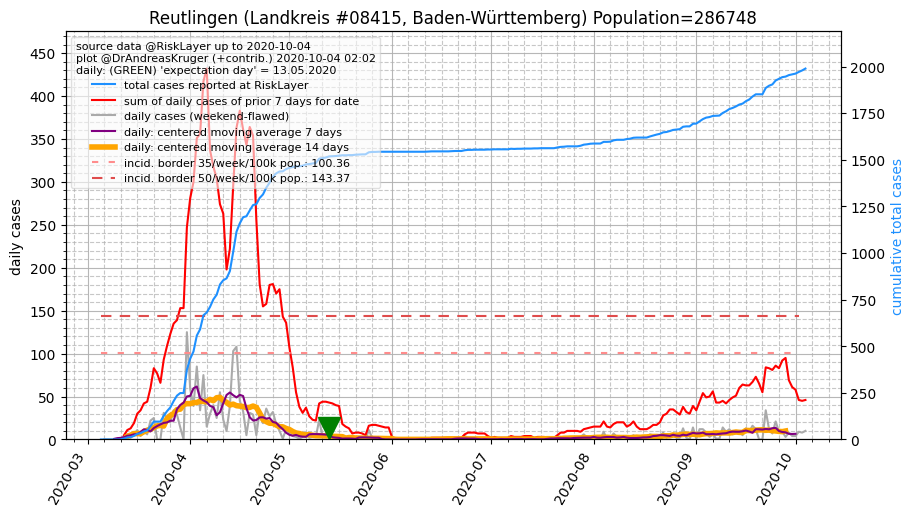 Reutlingen (Landkreis #08415, Baden-Württemberg) Population=286748
source data @RiskLayer up to 2020-10-04
plot @DrAndreasKruger (+contrib.) 2020-10-04 02:02
daily: (GREEN) 'expectation day' = 13.05.2020
total cases reported at RiskLayer
sum of daily cases of prior 7 days for date
daily cases (weekend-flawed)
daily: centered moving average 7 days
daily: centered moving average 14 days
incid. border 35/week/100k pop.: 100.36
incid. border 50/week/100k pop.: 143.37
daily cases
450
400
350
300
250
200
150
100
50
0
cumulative total cases
2000
1750
1500
1250
1000
750
500
250
0
2020-03
2020-04
2020-05
2020-06
2020-07
2020-08
2020-09
2020-10